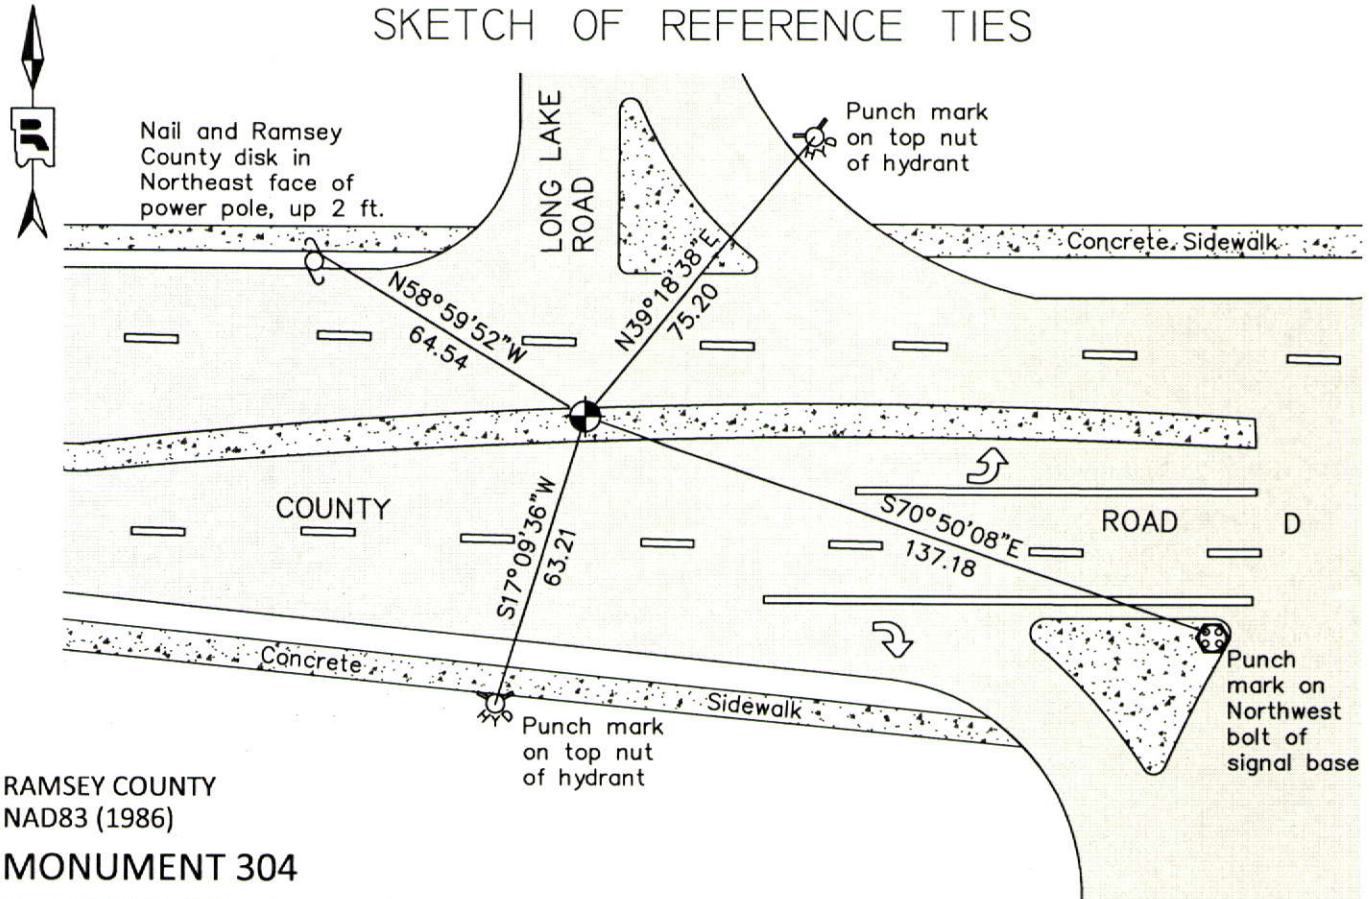 SKETCH OF REFERENCE TIES
Nail and Ramsey
County disk in
Northeast face of
power pole, up 2 ft.
LONG LAKE
ROAD
Punch mark
on top nut
of hydrant
Concrete Sidewalk
N58°59'52"W
64.54
N39°18'38"E
75.20
COUNTY
ROAD D
S17°09'36"W
63.21
S70°50'08"E
137.18
Concrete
Sidewalk
HYD
HYD
Punch mark
on top nut
of hydrant
Punch
mark on
Northwest
bolt of
signal base
RAMSEY COUNTY
NAD83 (1986)
MONUMENT 304